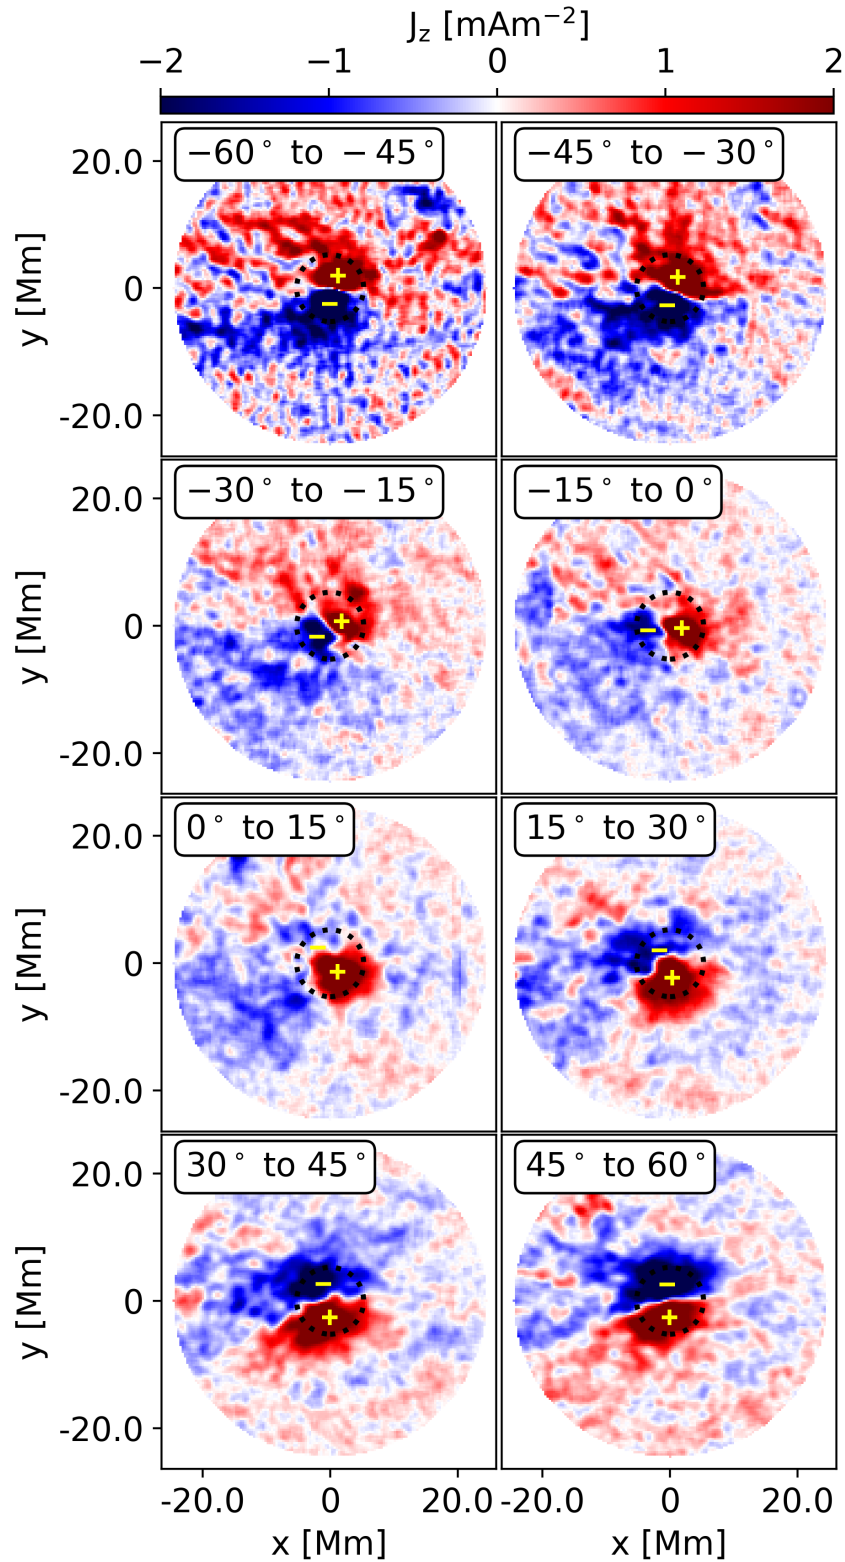 J_z [mAm⁻²]
−2 −1 0 1 2
−60° to −45° −45° to −30°
20.0
0
-20.0
y [Mm]
+ +
− −
−30° to −15° −15° to 0°
20.0
0
-20.0
y [Mm]
+ +
− −
0° to 15° 15° to 30°
20.0
0
-20.0
y [Mm]
− −
+ +
30° to 45° 45° to 60°
20.0
0
-20.0
y [Mm]
− −
+ +
-20.0 0 20.0 -20.0 0 20.0
x [Mm] x [Mm]